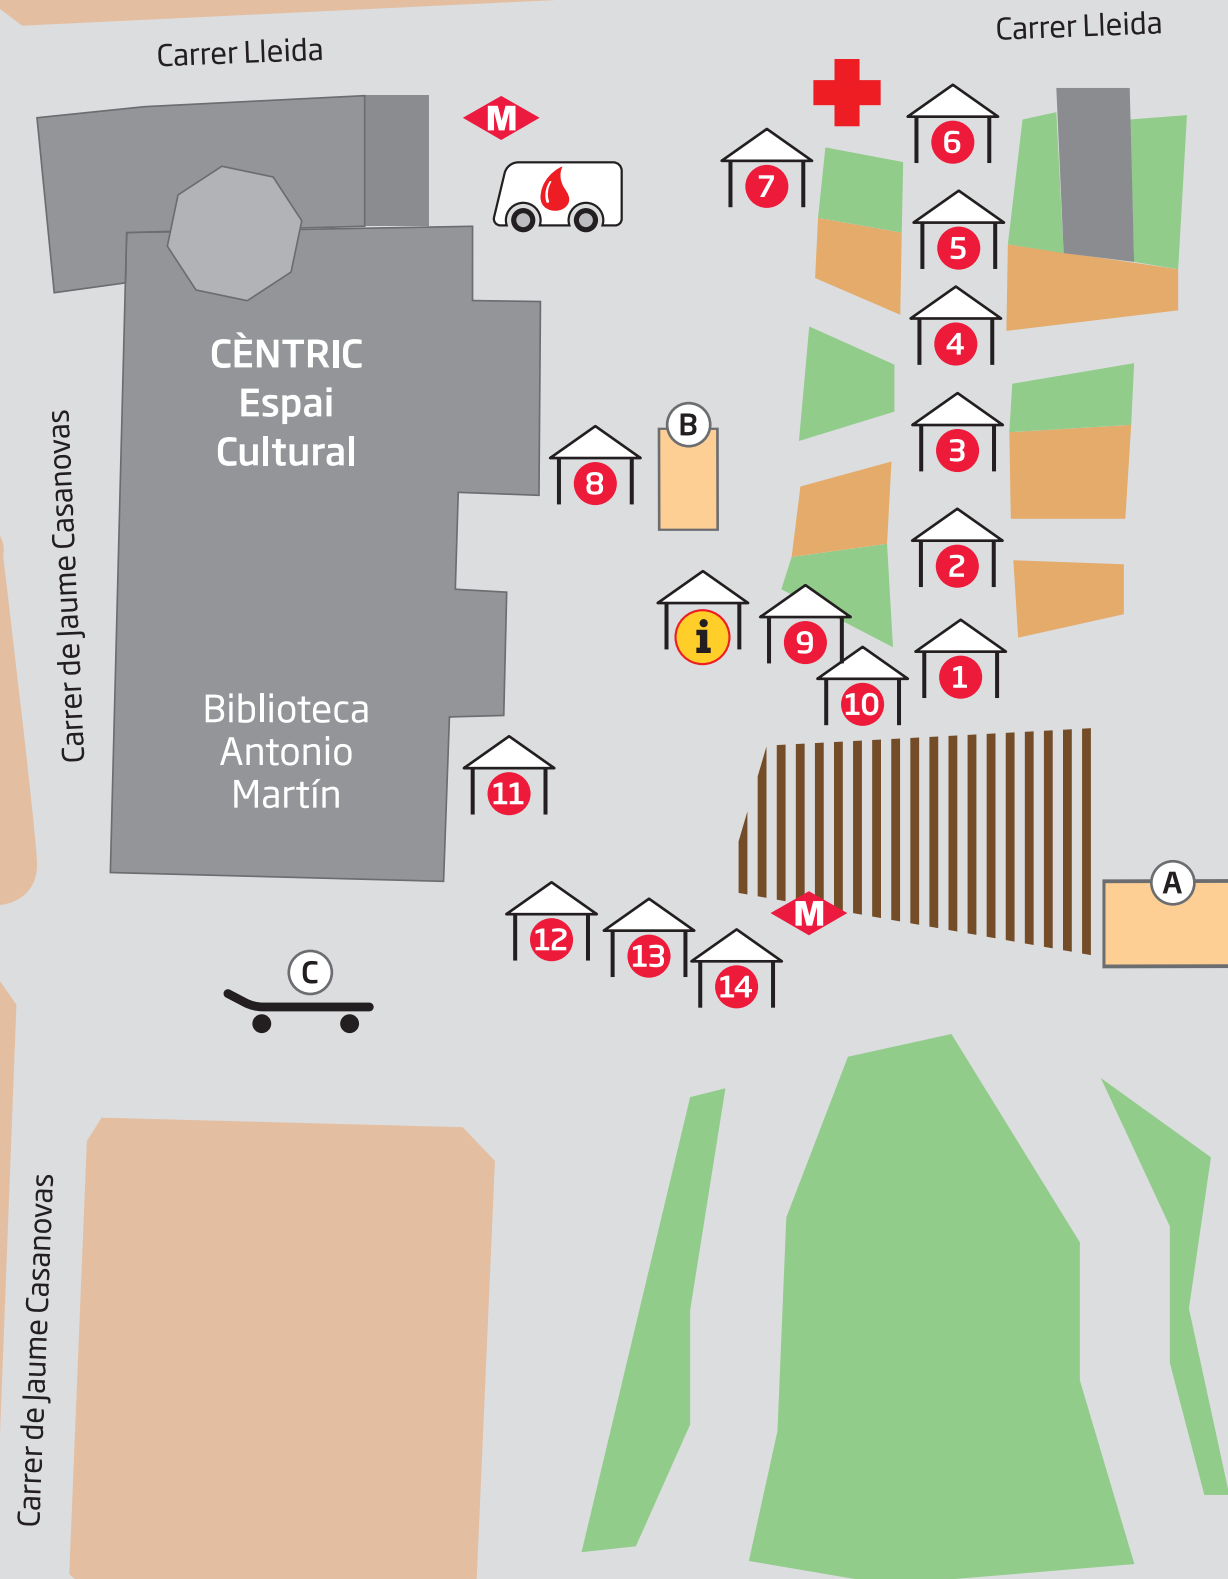 Carrer Lleida
Carrer Lleida
M
6
7
5
4
CÈNTRIC
Espai
Cultural
B
3
8
Carrer de Jaume Casanovas
2
i
9
1
10
Biblioteca
Antonio
Martín
11
A
M
12
13
14
C
Carrer de Jaume Casanovas